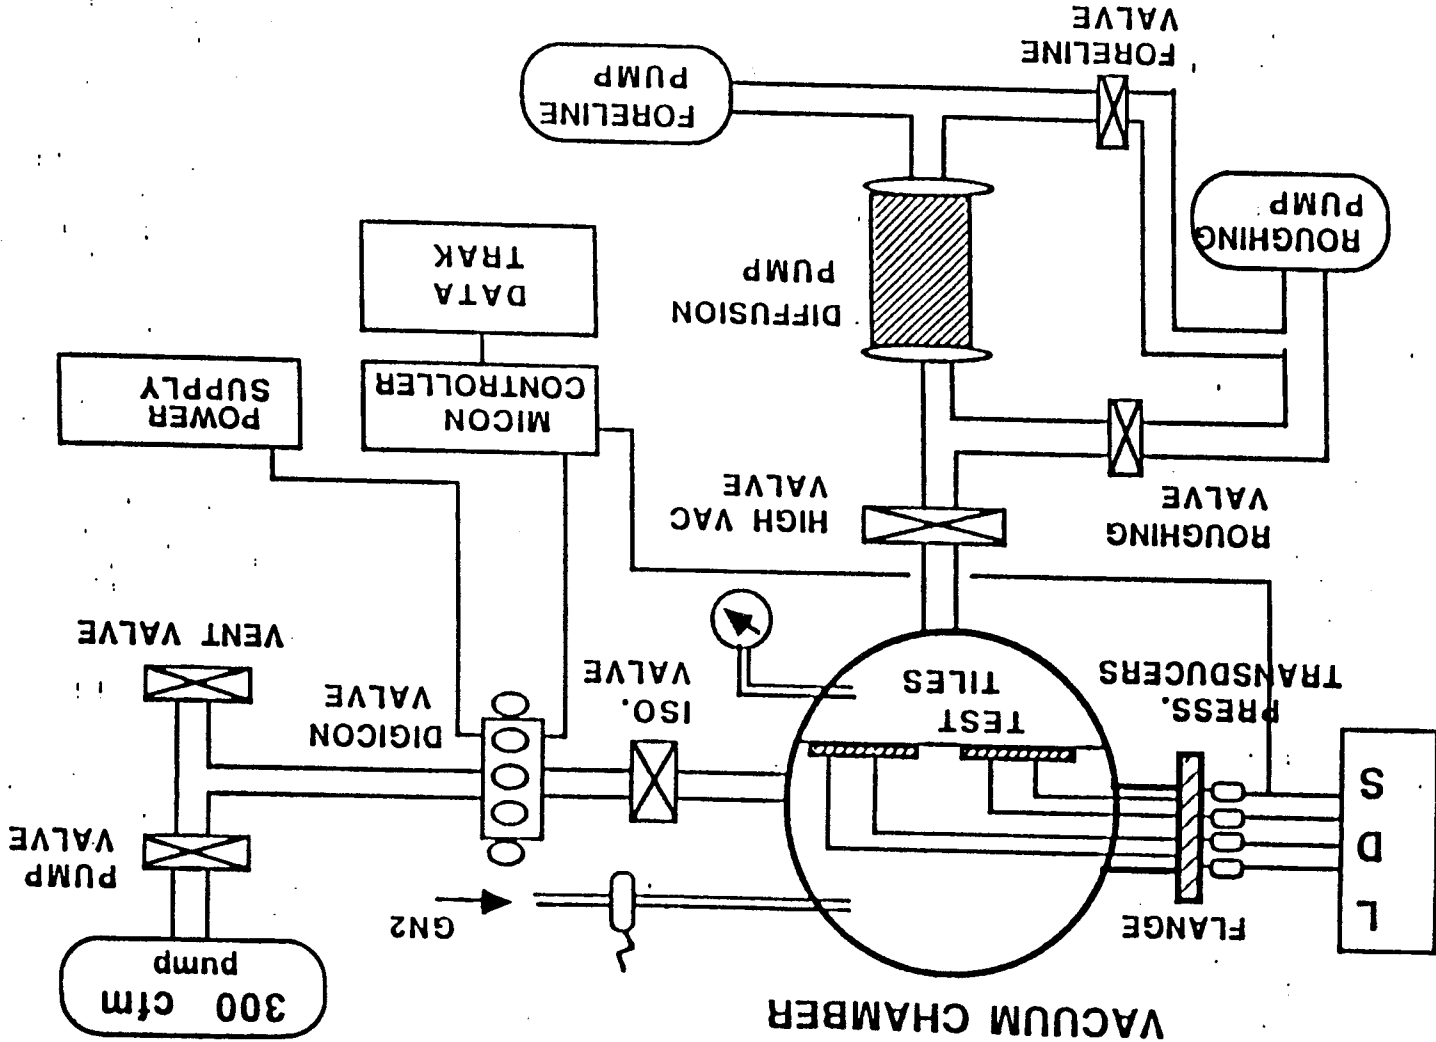 VACUUM CHAMBER
300 cfm
pump
FLANGE
GN2
L
D
S
PUMP
VALVE
PRESS.
TRANSDUCERS
TEST
TILES
ISO.
VALVE
DIGICON
VALVE
VENT VALVE
ROUGHING
VALVE
HIGH VAC
VALVE
MICON
CONTROLLER
POWER
SUPPLY
DIFFUSION
PUMP
DATA
TRAK
ROUGHING
PUMP
FORELINE
PUMP
FORELINE
VALVE